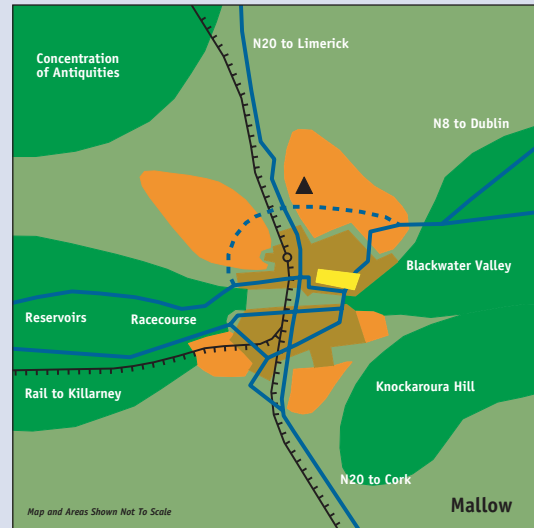 Concentration
of Antiquities
N20 to Limerick
N8 to Dublin
Blackwater Valley
Reservoirs
Racecourse
Rail to Killarney
Knockaroura Hill
N20 to Cork
Map and Areas Shown Not To Scale
Mallow